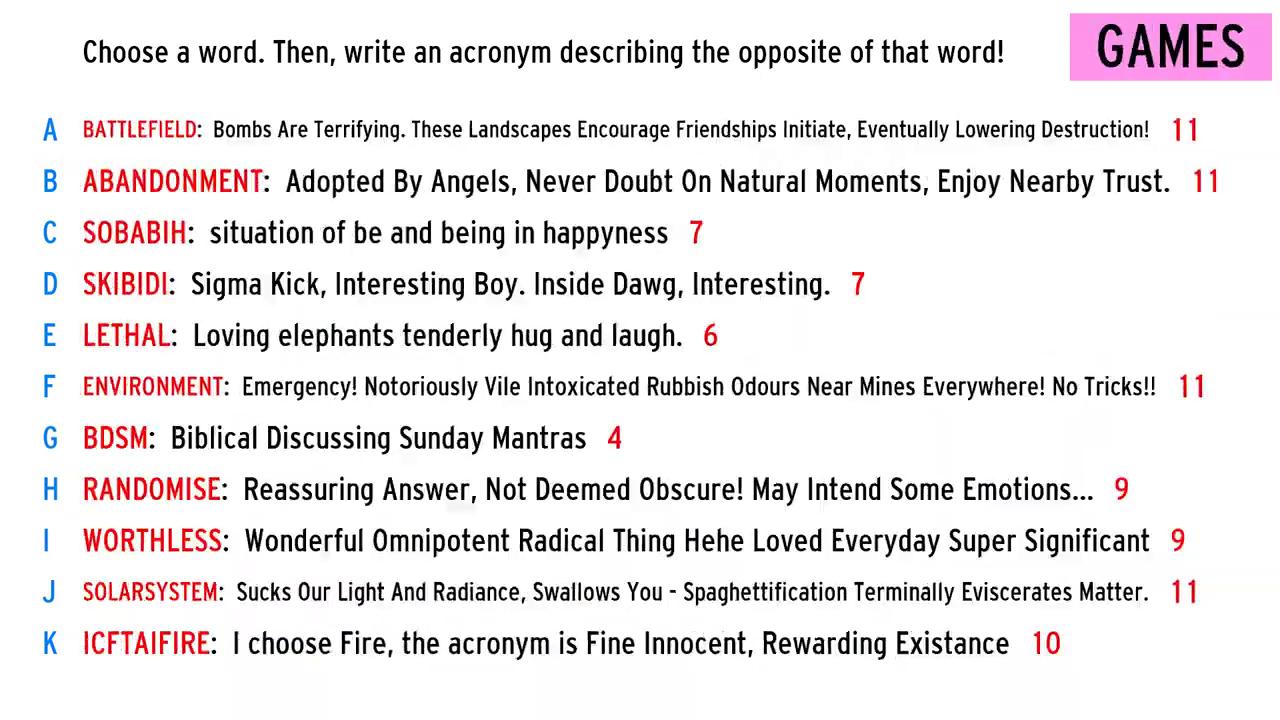 Choose a word. Then, write an acronym describing the opposite of that word!
GAMES
A BATTLEFIELD: Bombs Are Terrifying. These Landscapes Encourage Friendships Initiate, Eventually Lowering Destruction! 11
B ABANDONMENT: Adopted By Angels, Never Doubt On Natural Moments, Enjoy Nearby Trust. 11
C SOBABIH: situation of be and being in happyness 7
D SKIBIDI: Sigma Kick, Interesting Boy. Inside Dawg, Interesting. 7
E LETHAL: Loving elephants tenderly hug and laugh. 6
F ENVIRONMENT: Emergency! Notoriously Vile Intoxicated Rubbish Odours Near Mines Everywhere! No Tricks!! 11
G BDSM: Biblical Discussing Sunday Mantras 4
H RANDOMISE: Reassuring Answer, Not Deemed Obscure! May Intend Some Emotions... 9
I WORTHLESS: Wonderful Omnipotent Radical Thing Hehe Loved Everyday Super Significant 9
J SOLARSYSTEM: Sucks Our Light And Radiance, Swallows You - Spaghettification Terminally Eviscerates Matter. 11
K ICFTAIFIRE: I choose Fire, the acronym is Fine Innocent, Rewarding Existance 10